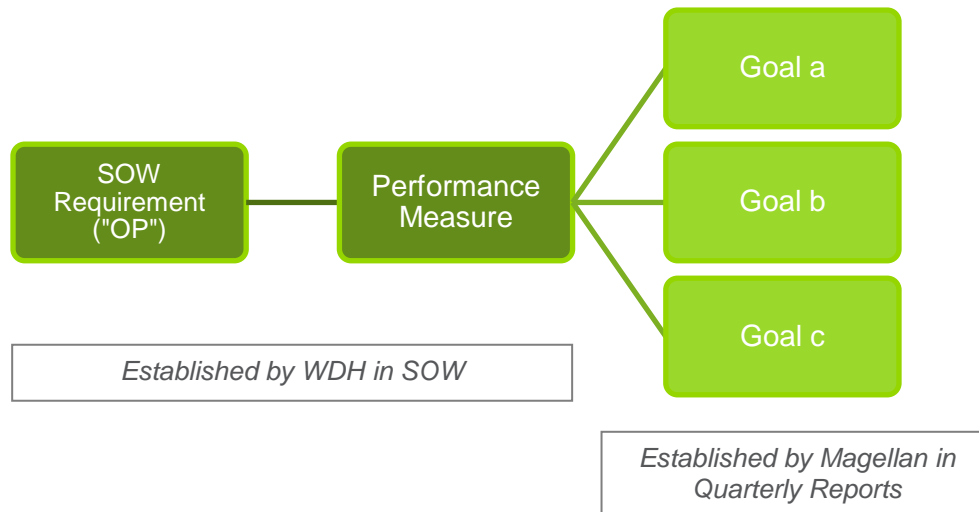 SOW
Requirement
("OP")
Performance
Measure
Goal a
Goal b
Goal c
Established by WDH in SOW
Established by Magellan in
Quarterly Reports